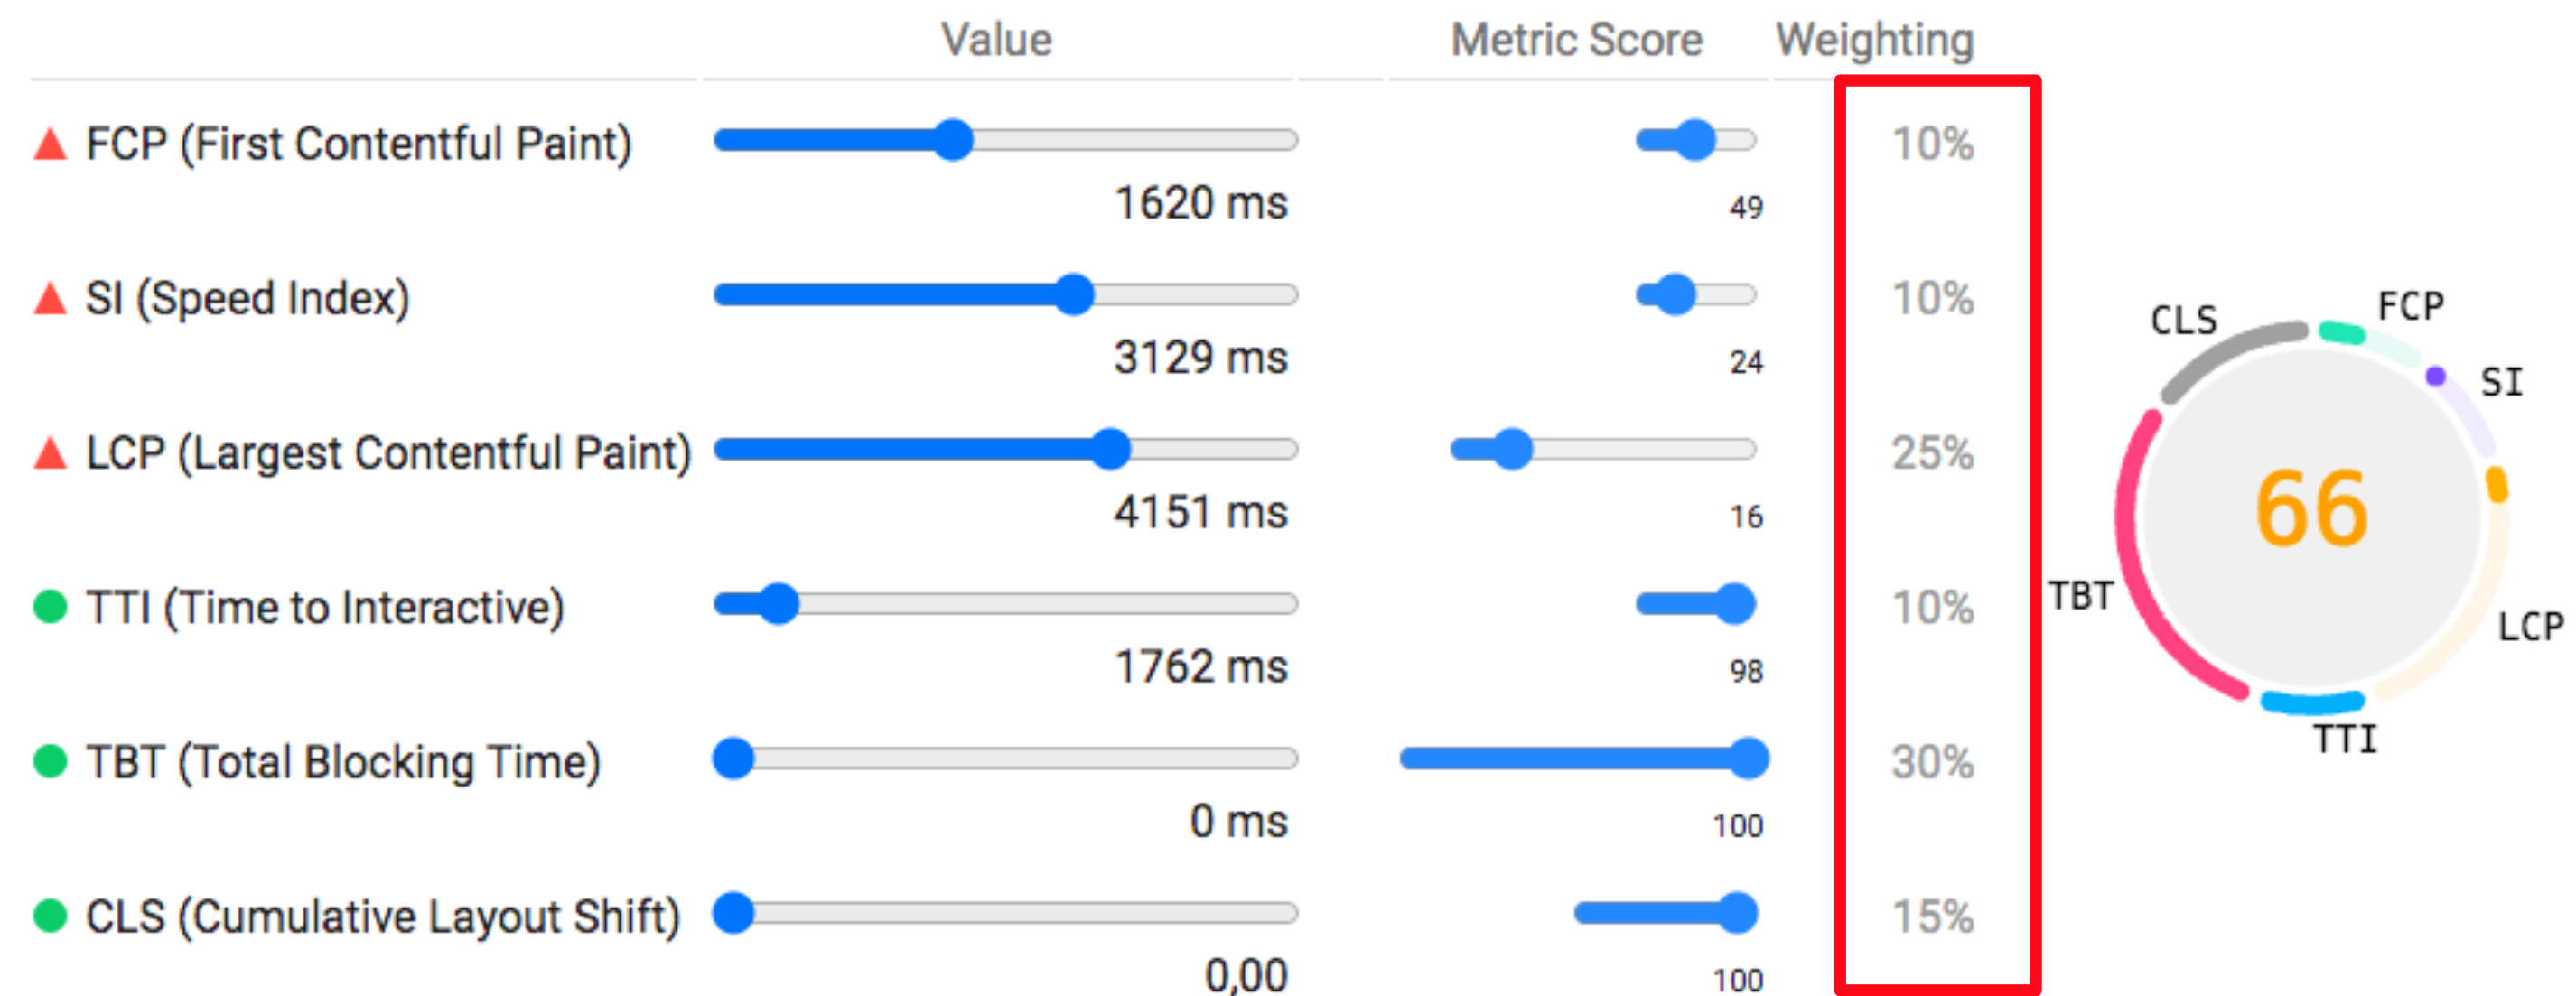 Value Metric Score Weighting
FCP (First Contentful Paint) 10%
1620 ms 49
SI (Speed Index) 10%
3129 ms 24
LCP (Largest Contentful Paint) 25%
4151 ms 16
TTI (Time to Interactive) 10%
1762 ms 98
TBT (Total Blocking Time) 30%
0 ms 100
CLS (Cumulative Layout Shift) 15%
0,00 100
CLS
FCP
SI
66
TBT
LCP
TTI